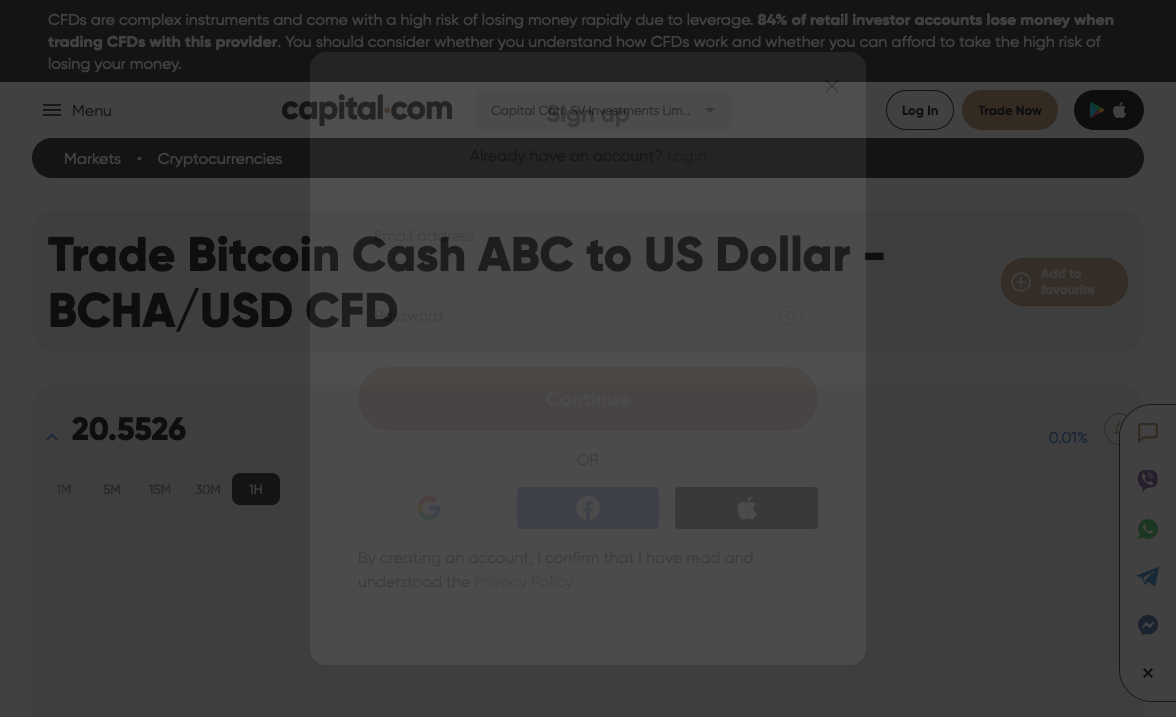 CFDs are complex instruments and come with a high risk of losing money rapidly due to leverage. 84% of retail investor accounts lose money when
trading CFDs with this provider. You should consider whether you understand how CFDs work and whether you can afford to take the high risk of
losing your money.
Menu
capital.com
Capital Com SV Investments Lim...
Log In
Trade Now
Sign up
Already have an account? Login
Markets • Cryptocurrencies
Email address
Trade Bitcoin Cash ABC to US Dollar -
BCHA/USD CFD
Add to
favourite
Password
Continue
20.5526
0.01%
OR
1M 5M 15M 30M 1H
By creating an account, I confirm that I have read and
understood the Privacy Policy